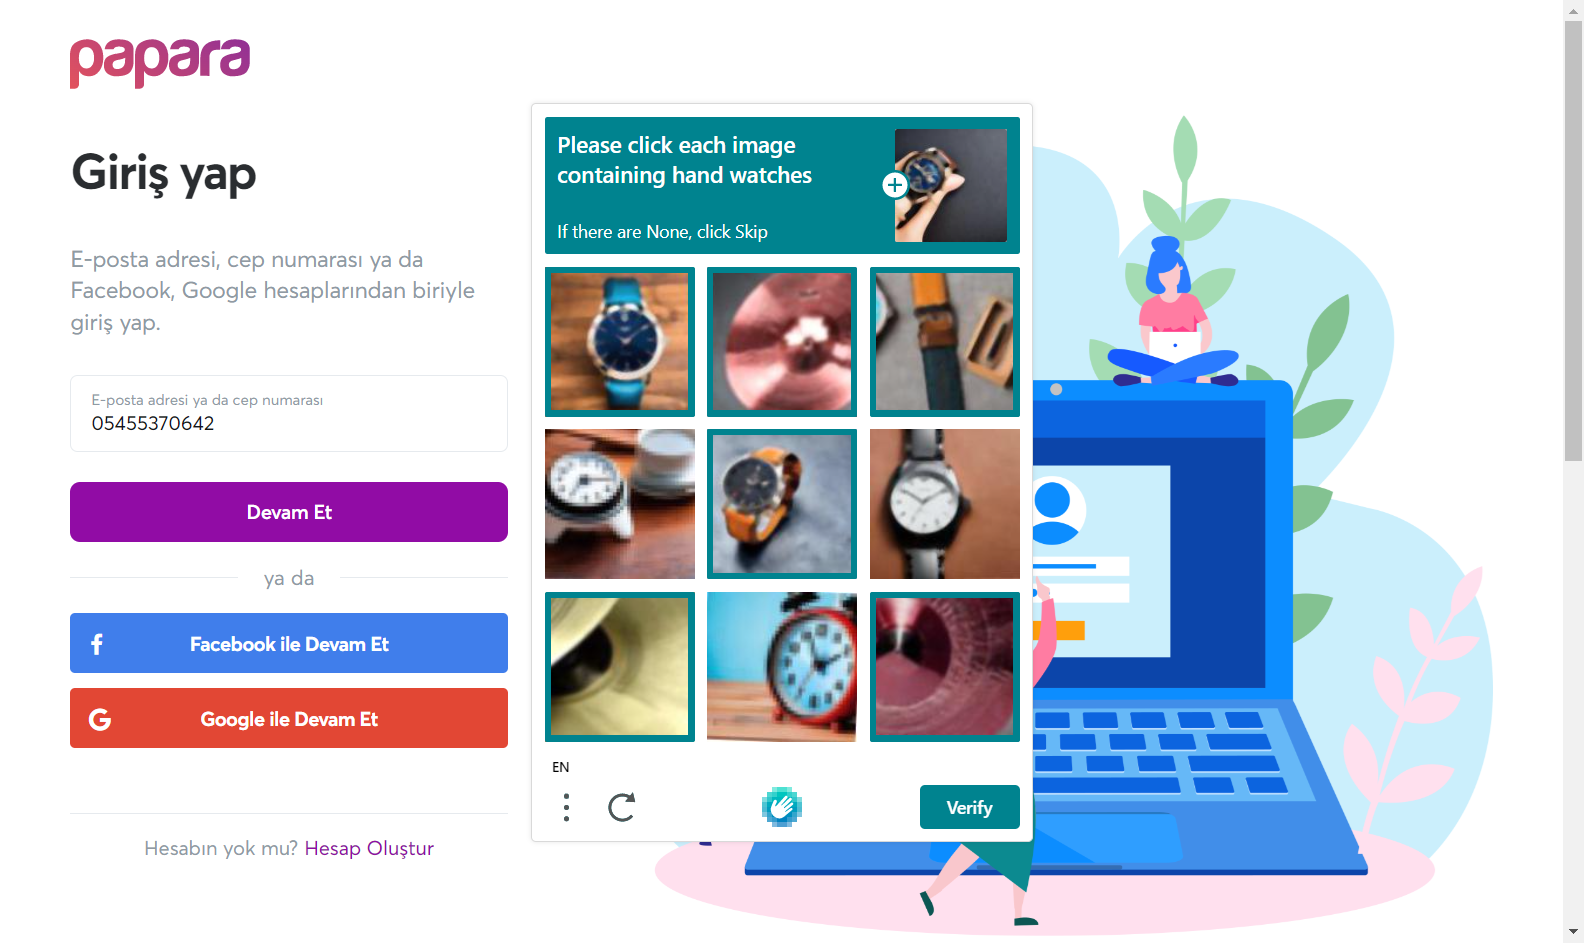 papara
Giriş yap
E-posta adresi, cep numarası ya da
Facebook, Google hesaplarından biriyle
giriş yap.
E-posta adresi ya da cep numarası
05455370642
Devam Et
ya da
f
Facebook ile Devam Et
G
Google ile Devam Et
Hesabın yok mu? Hesap Oluştur
Please click each image
containing hand watches
If there are None, click Skip
EN
Verify